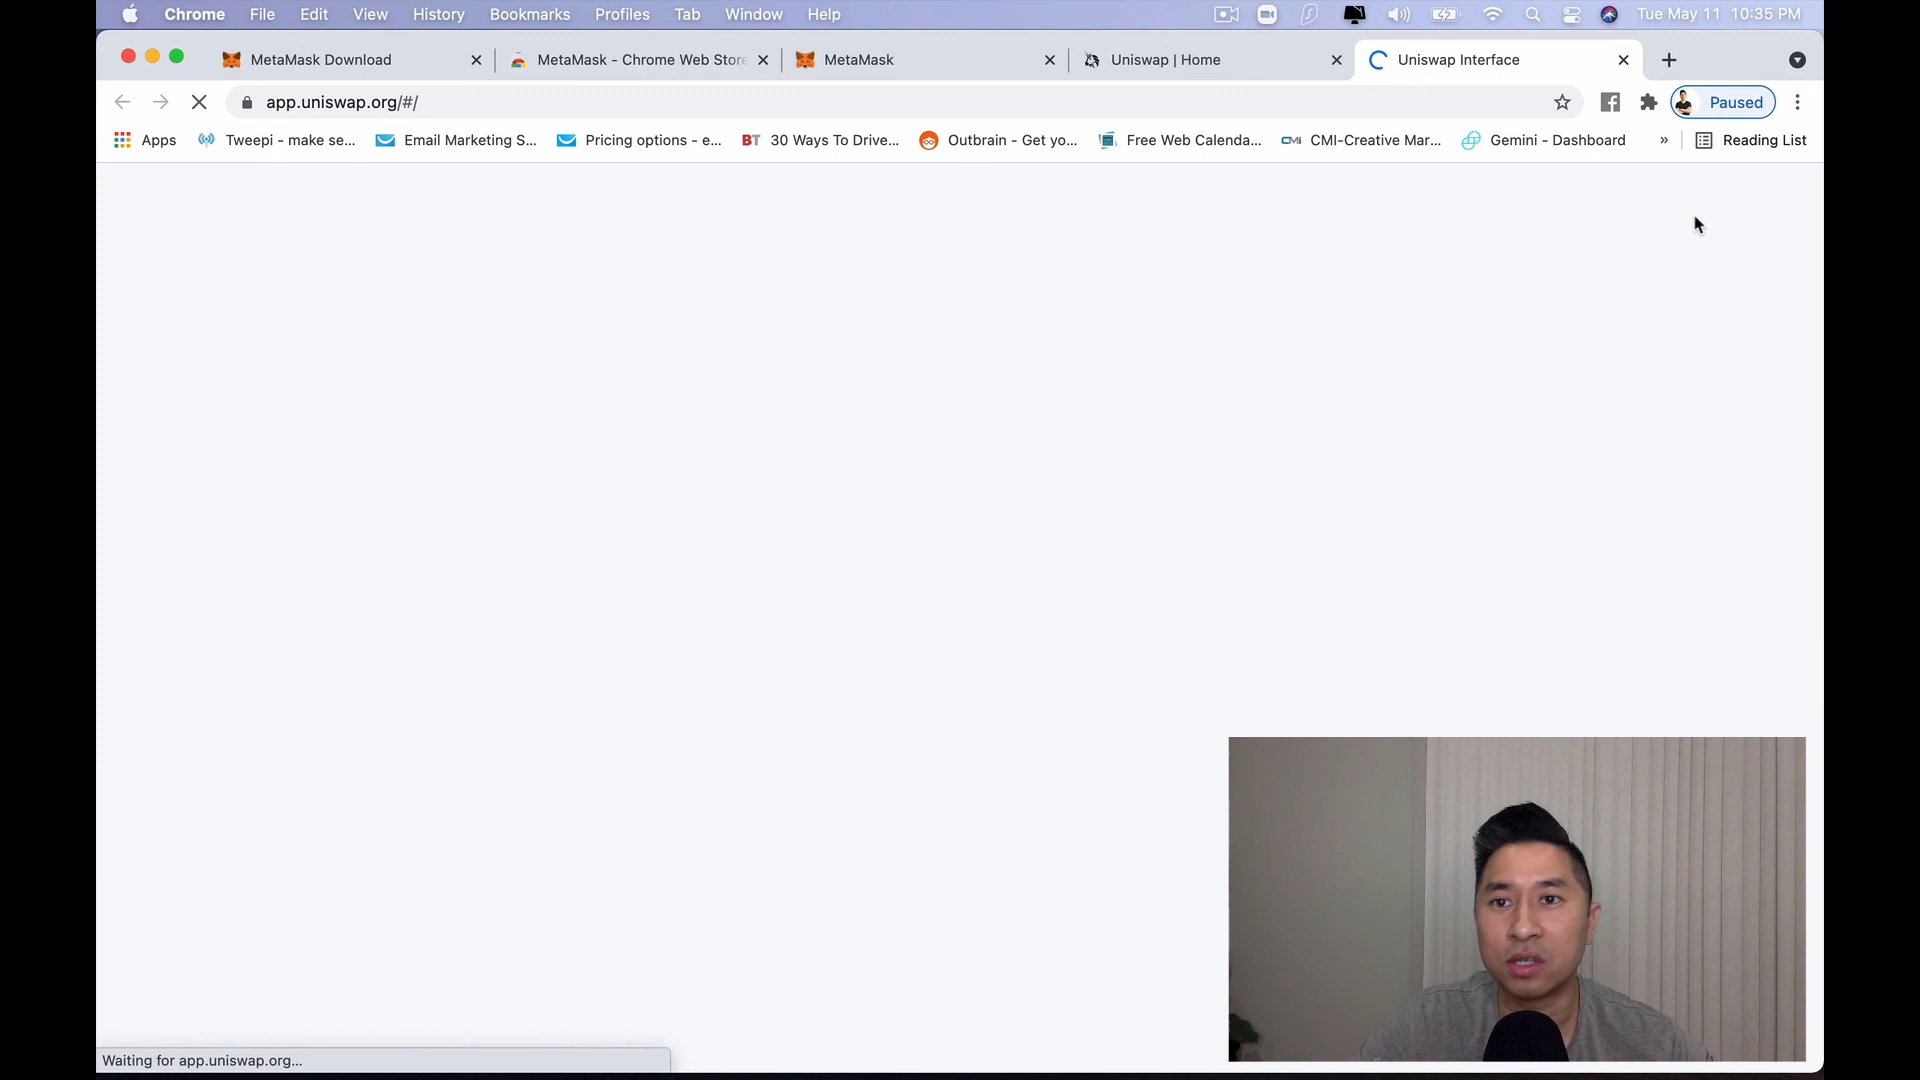 Chrome File Edit View History Bookmarks Profiles Tab Window Help Tue May 11 10:35 PM
MetaMask Download MetaMask - Chrome Web Store MetaMask Uniswap | Home Uniswap Interface
app.uniswap.org/#/ Paused
Apps Tweepi - make se... Email Marketing S... Pricing options - e... BT 30 Ways To Drive... Outbrain - Get yo... Free Web Calenda... CMI CMI-Creative Mar... Gemini - Dashboard » Reading List
Waiting for app.uniswap.org...